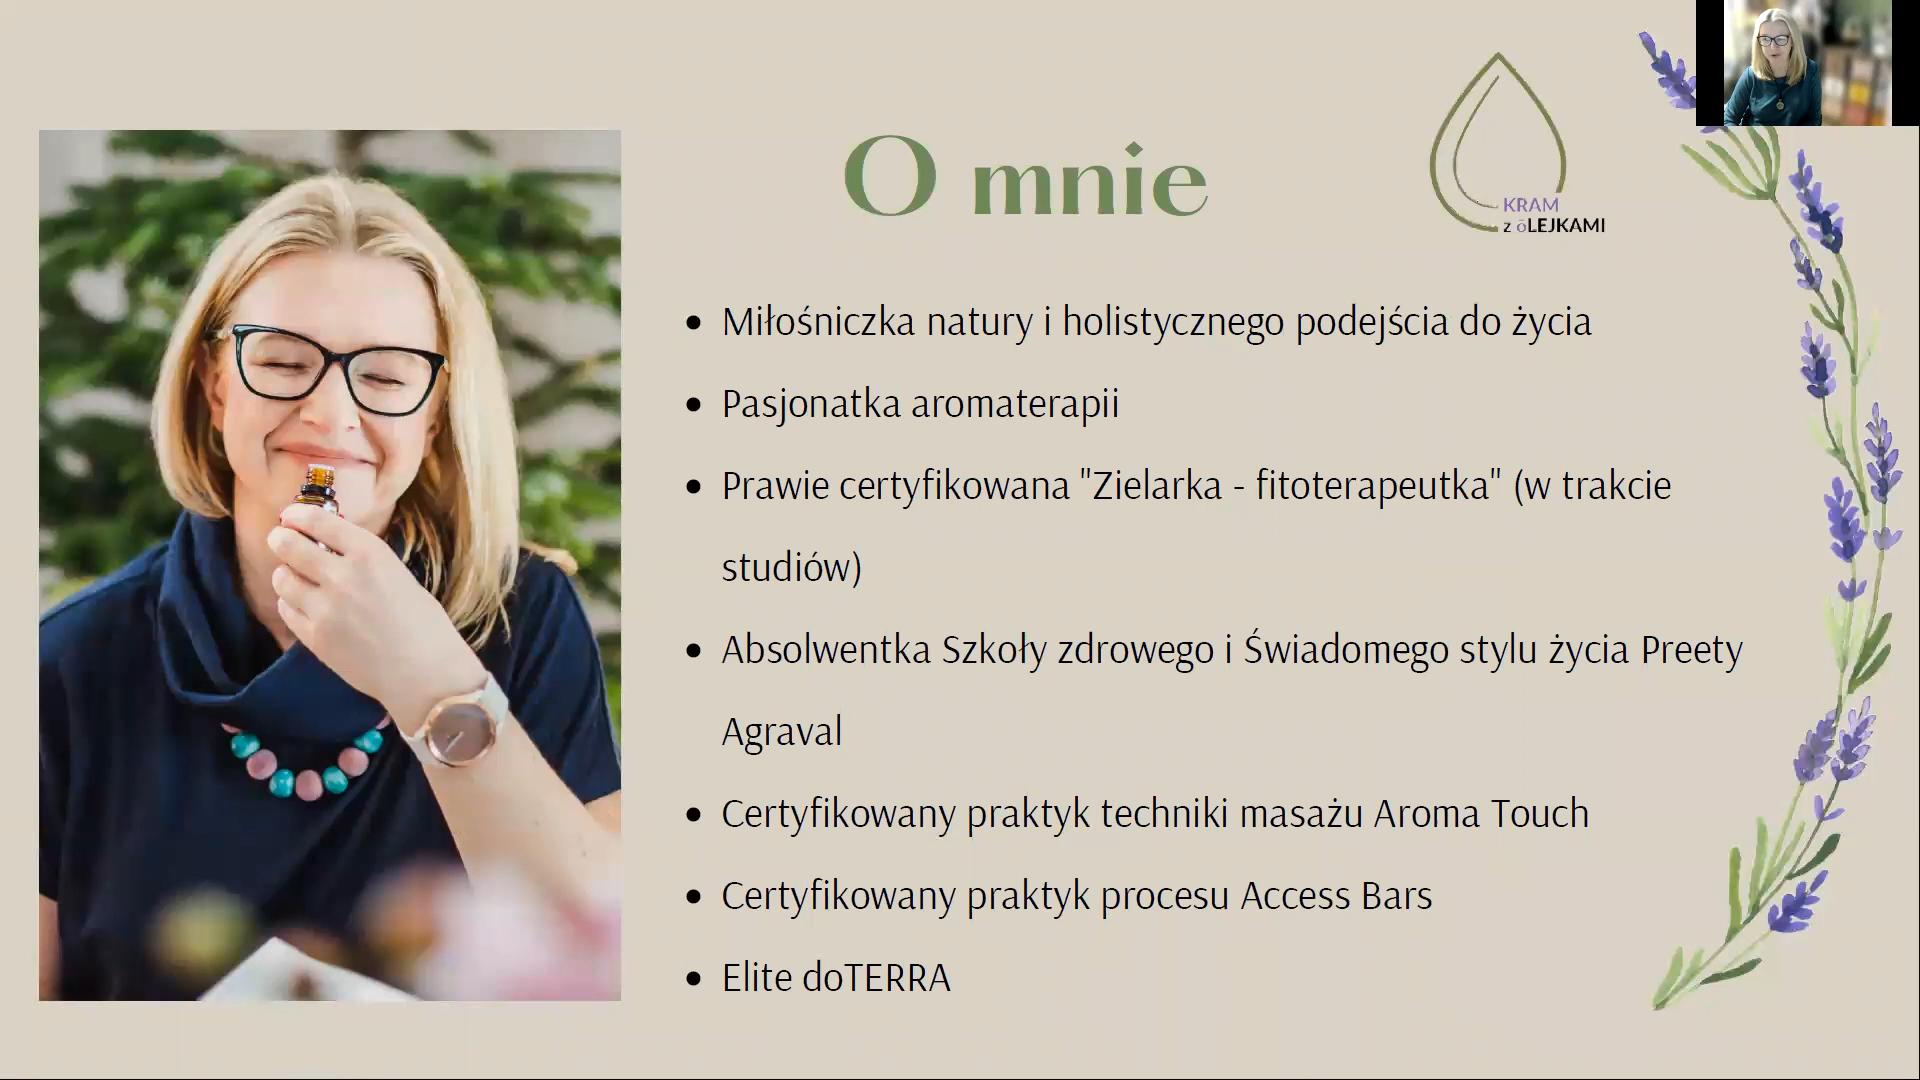 O mnie
KRAM
z ōLEJKAMI
Miłośniczka natury i holistycznego podejścia do życia
Pasjonatka aromaterapii
Prawie certyfikowana "Zielarka - fitoterapeutka" (w trakcie
studiów)
Absolwentka Szkoły zdrowego i Świadomego stylu życia Preety
Agraval
Certyfikowany praktyk techniki masażu Aroma Touch
Certyfikowany praktyk procesu Access Bars
Elite doTERRA